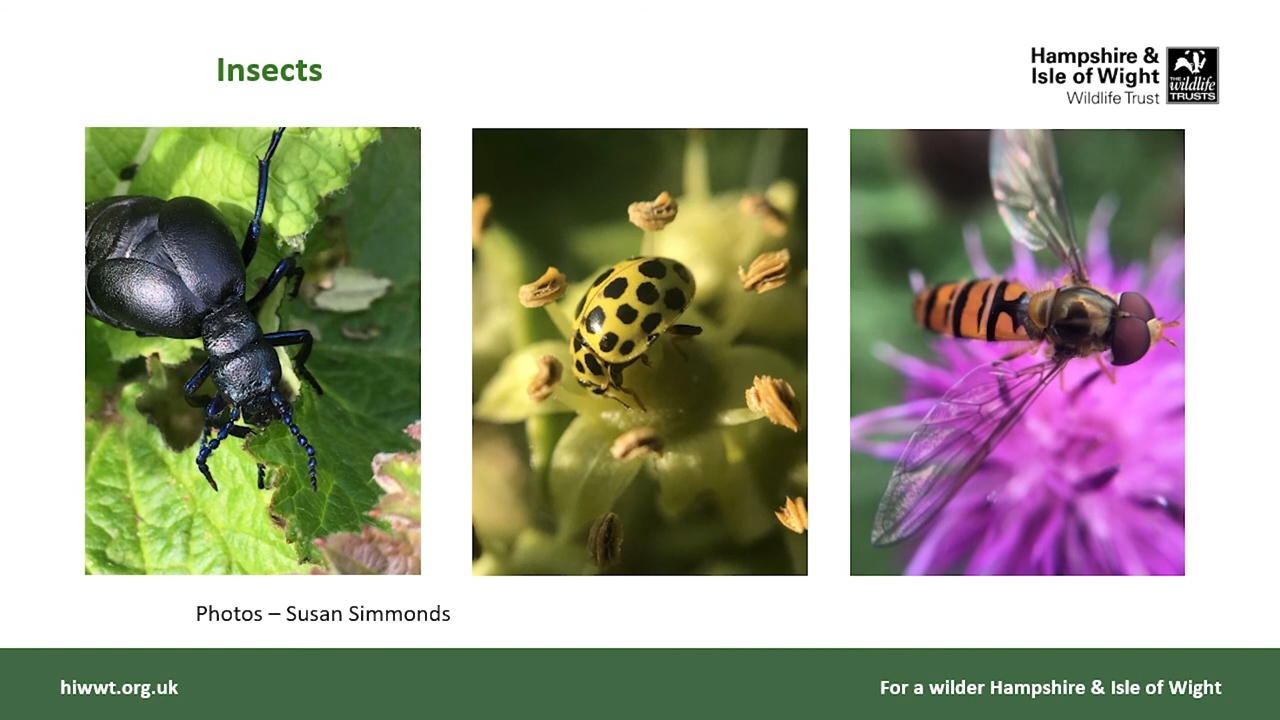 Insects
Hampshire &
Isle of Wight
Wildlife Trust
THE
wildlife
TRUSTS
Photos – Susan Simmonds
hiwwt.org.uk
For a wilder Hampshire & Isle of Wight